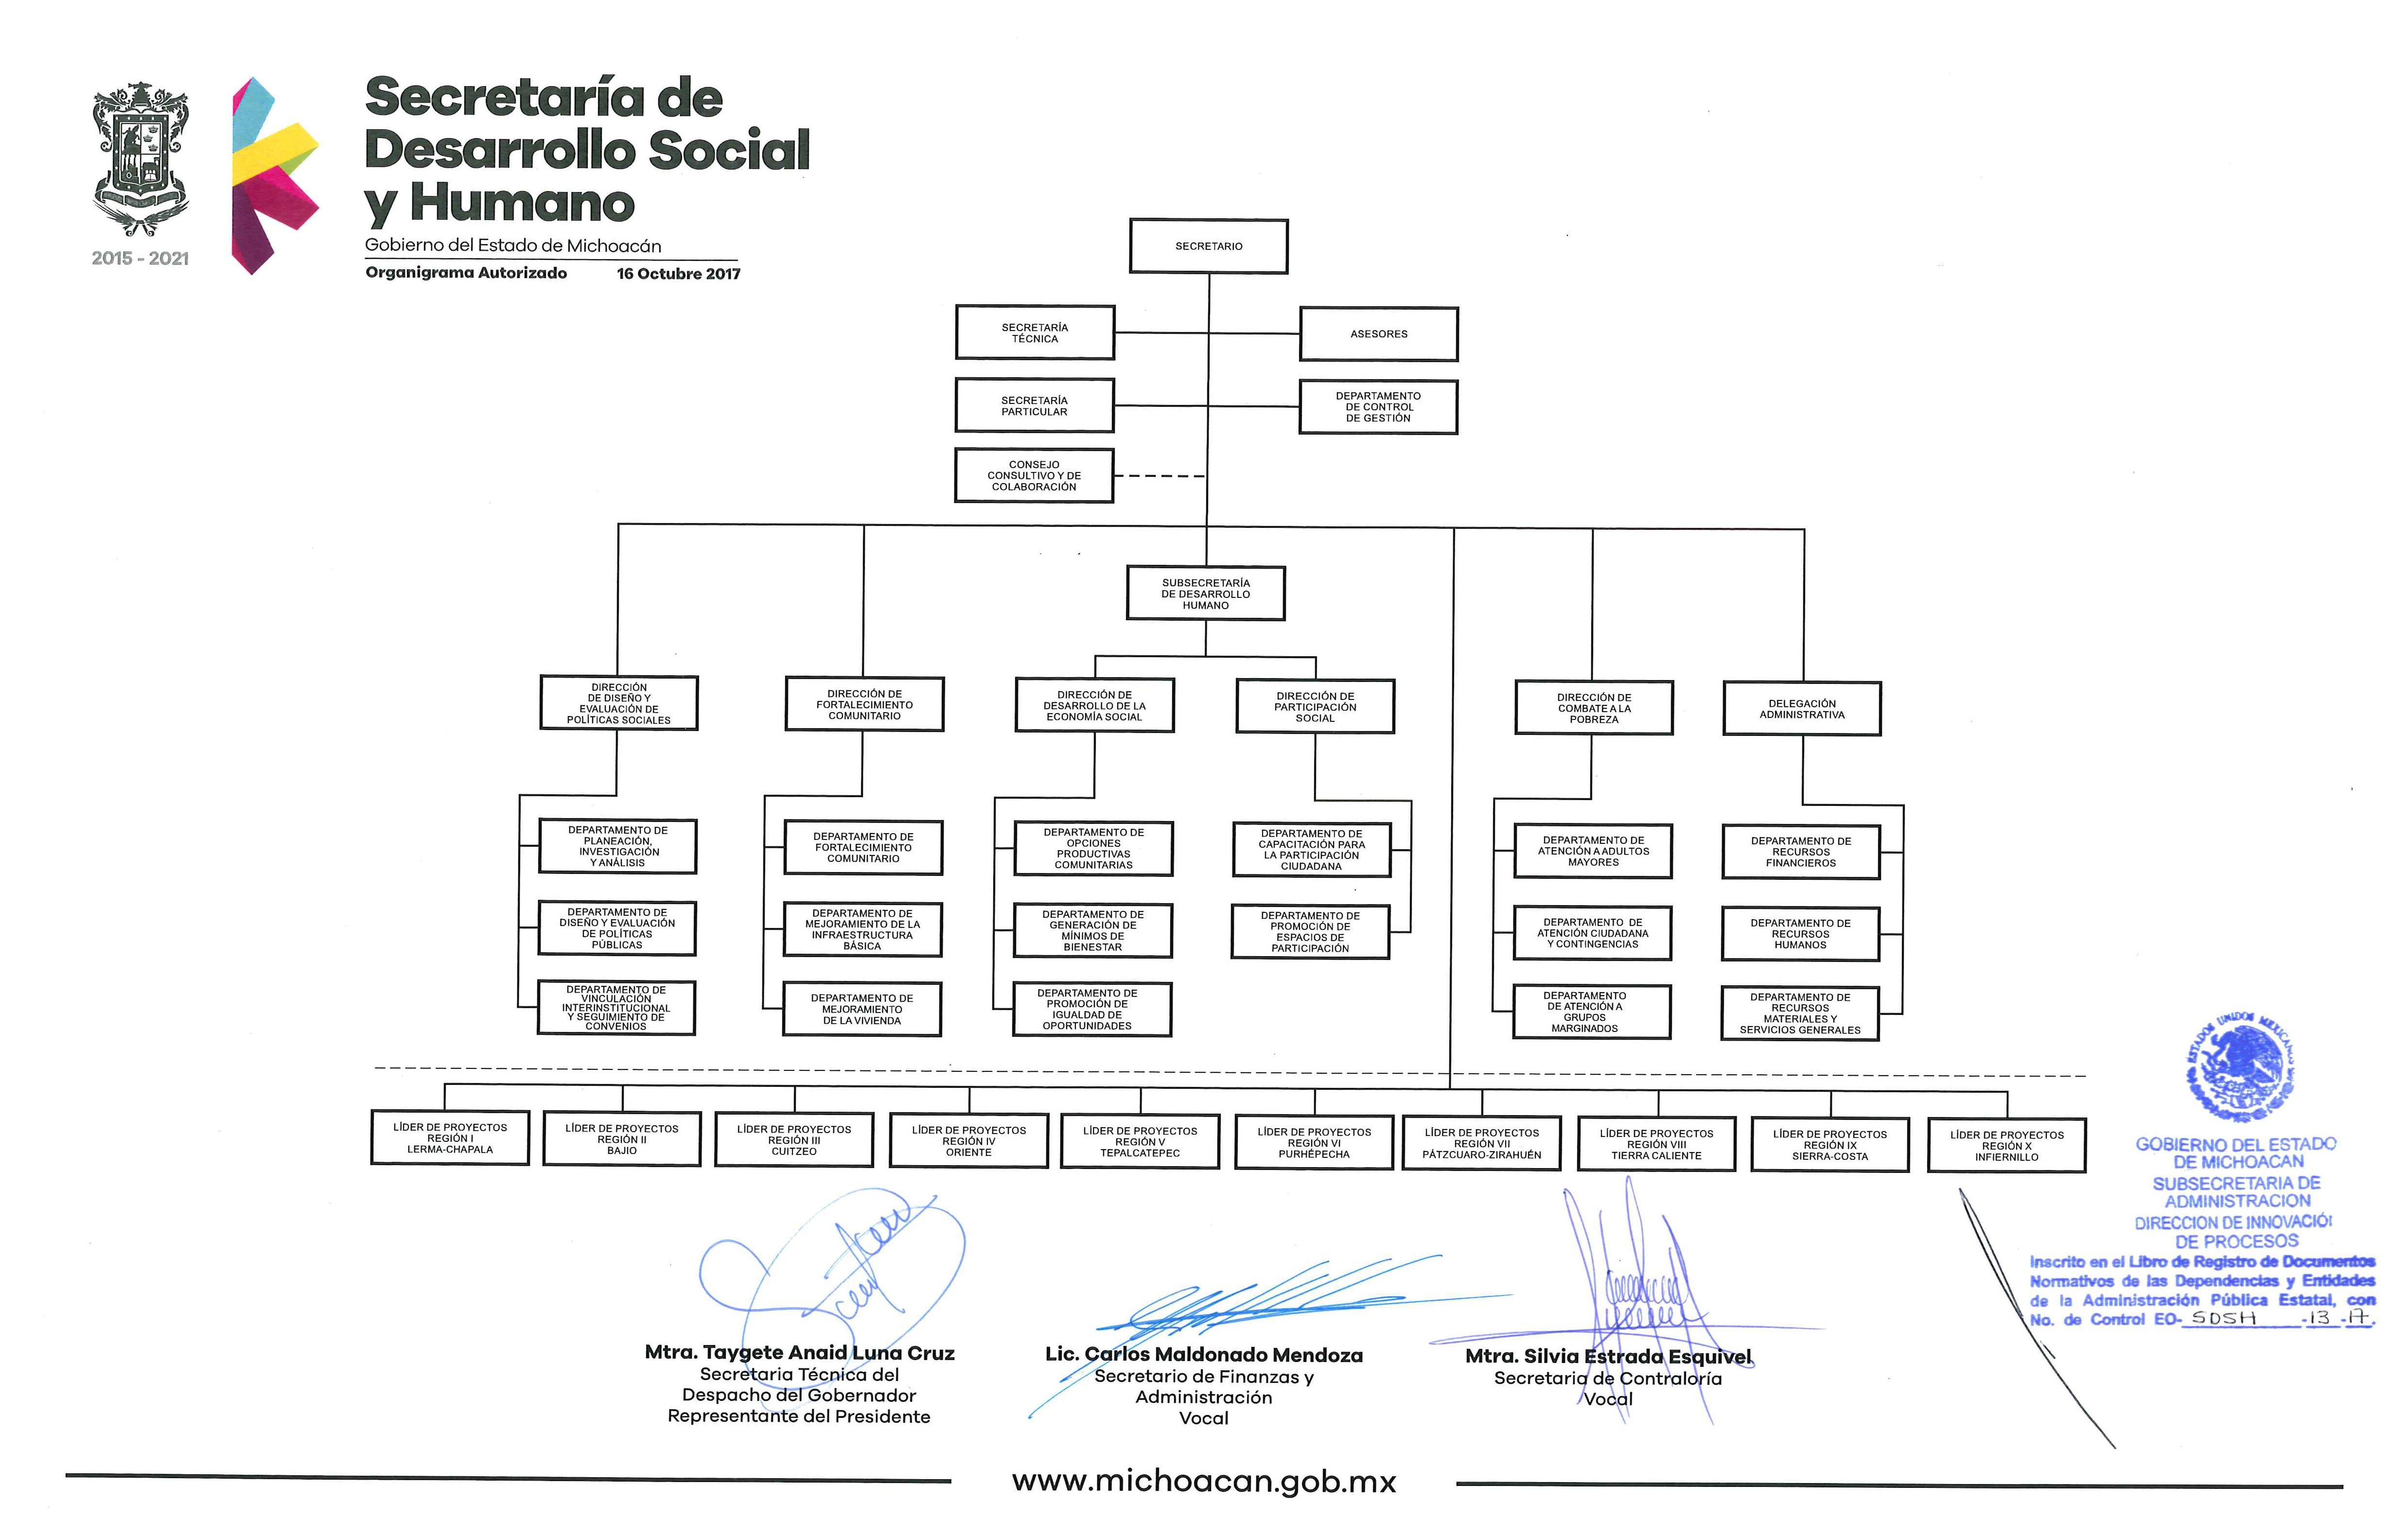 Secretaría de
Desarrollo Social
y Humano
Gobierno del Estado de Michoacán
Organigrama Autorizado 16 Octubre 2017
2015 - 2021
SECRETARIO
SECRETARÍA
TÉCNICA
ASESORES
SECRETARÍA
PARTICULAR
DEPARTAMENTO
DE CONTROL
DE GESTIÓN
CONSEJO
CONSULTIVO Y DE
COLABORACIÓN
SUBSECRETARÍA
DE DESARROLLO
HUMANO
DIRECCIÓN
DE DISEÑO Y
EVALUACIÓN DE
POLÍTICAS SOCIALES
DIRECCIÓN DE
FORTALECIMIENTO
COMUNITARIO
DIRECCIÓN DE
DESARROLLO DE LA
ECONOMÍA SOCIAL
DIRECCIÓN DE
PARTICIPACIÓN
SOCIAL
DIRECCIÓN DE
COMBATE A LA
POBREZA
DELEGACIÓN
ADMINISTRATIVA
DEPARTAMENTO DE
PLANEACIÓN,
INVESTIGACIÓN
Y ANÁLISIS
DEPARTAMENTO DE
FORTALECIMIENTO
COMUNITARIO
DEPARTAMENTO DE
OPCIONES
PRODUCTIVAS
COMUNITARIAS
DEPARTAMENTO DE
CAPACITACIÓN PARA
LA PARTICIPACIÓN
CIUDADANA
DEPARTAMENTO DE
ATENCIÓN A ADULTOS
MAYORES
DEPARTAMENTO DE
RECURSOS
FINANCIEROS
DEPARTAMENTO DE
DISEÑO Y EVALUACIÓN
DE POLÍTICAS
PÚBLICAS
DEPARTAMENTO DE
MEJORAMIENTO DE LA
INFRAESTRUCTURA
BÁSICA
DEPARTAMENTO DE
GENERACIÓN DE
MÍNIMOS DE
BIENESTAR
DEPARTAMENTO DE
PROMOCIÓN DE
ESPACIOS DE
PARTICIPACIÓN
DEPARTAMENTO DE
ATENCIÓN CIUDADANA
Y CONTINGENCIAS
DEPARTAMENTO DE
RECURSOS
HUMANOS
DEPARTAMENTO DE
VINCULACIÓN
INTERINSTITUCIONAL
Y SEGUIMIENTO DE
CONVENIOS
DEPARTAMENTO DE
MEJORAMIENTO
DE LA VIVIENDA
DEPARTAMENTO DE
PROMOCIÓN DE
IGUALDAD DE
OPORTUNIDADES
DEPARTAMENTO
DE ATENCIÓN A
GRUPOS
MARGINADOS
DEPARTAMENTO DE
RECURSOS
MATERIALES Y
SERVICIOS GENERALES
LÍDER DE PROYECTOS
REGIÓN I
LERMA-CHAPALA
LÍDER DE PROYECTOS
REGIÓN II
BAJIO
LÍDER DE PROYECTOS
REGIÓN III
CUITZEO
LÍDER DE PROYECTOS
REGIÓN IV
ORIENTE
LÍDER DE PROYECTOS
REGIÓN V
TEPALCATEPEC
LÍDER DE PROYECTOS
REGIÓN VI
PURHÉPECHA
LÍDER DE PROYECTOS
REGIÓN VII
PÁTZCUARO-ZIRAHUÉN
LÍDER DE PROYECTOS
REGIÓN VIII
TIERRA CALIENTE
LÍDER DE PROYECTOS
REGIÓN IX
SIERRA-COSTA
LÍDER DE PROYECTOS
REGIÓN X
INFIERNILLO
ESTADOS UNIDOS MEXICANOS
GOBIERNO DEL ESTADO
DE MICHOACAN
SUBSECRETARIA DE
ADMINISTRACION
DIRECCION DE INNOVACIÓ
DE PROCESOS
Inscrito en el Libro de Registro de Documentos
Normativos de las Dependencias y Entidades
de la Administración Pública Estatal, con
No. de Control EO- SDSH -13 -17.
Mtra. Taygete Anaid Luna Cruz
Secretaria Técnica del
Despacho del Gobernador
Representante del Presidente
Lic. Carlos Maldonado Mendoza
Secretario de Finanzas y
Administración
Vocal
Mtra. Silvia Estrada Esquivel
Secretaria de Contraloría
Vocal
www.michoacan.gob.mx